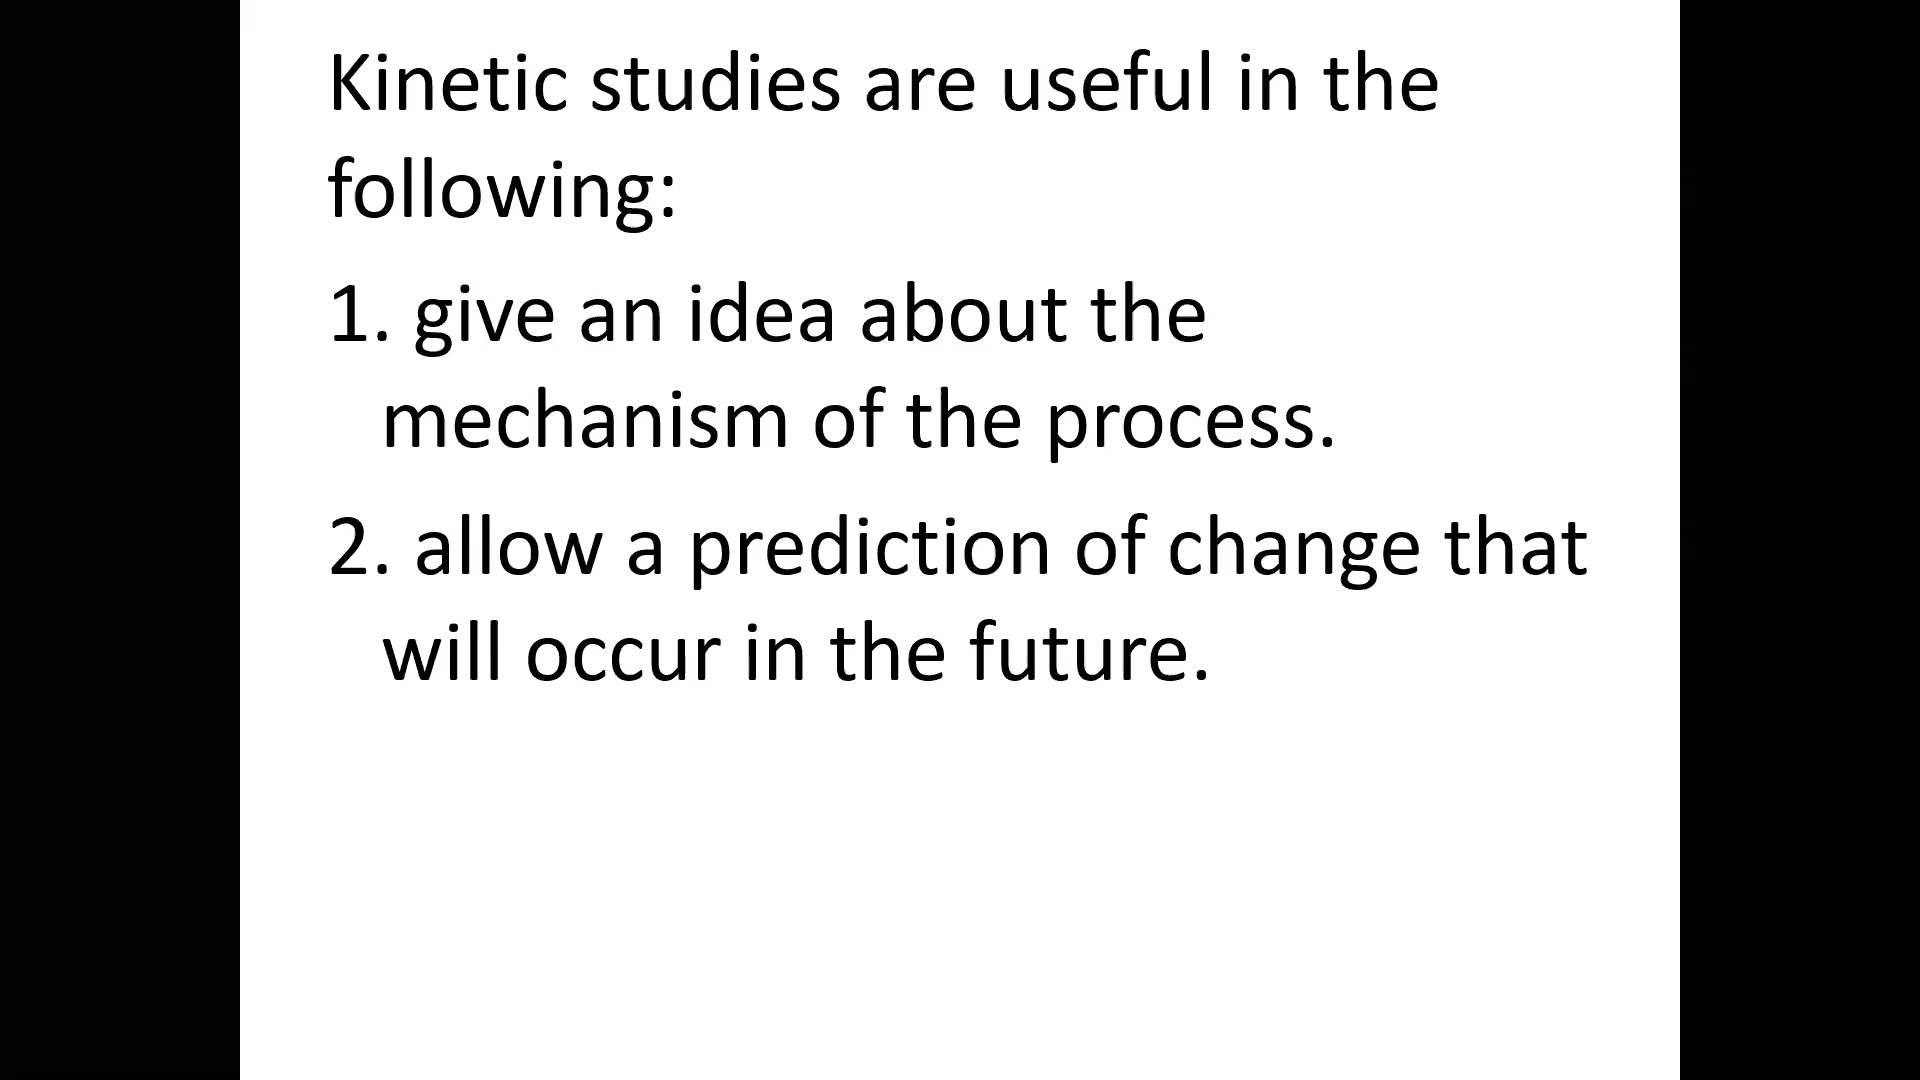 Kinetic studies are useful in the
following:
1. give an idea about the
mechanism of the process.
2. allow a prediction of change that
will occur in the future.